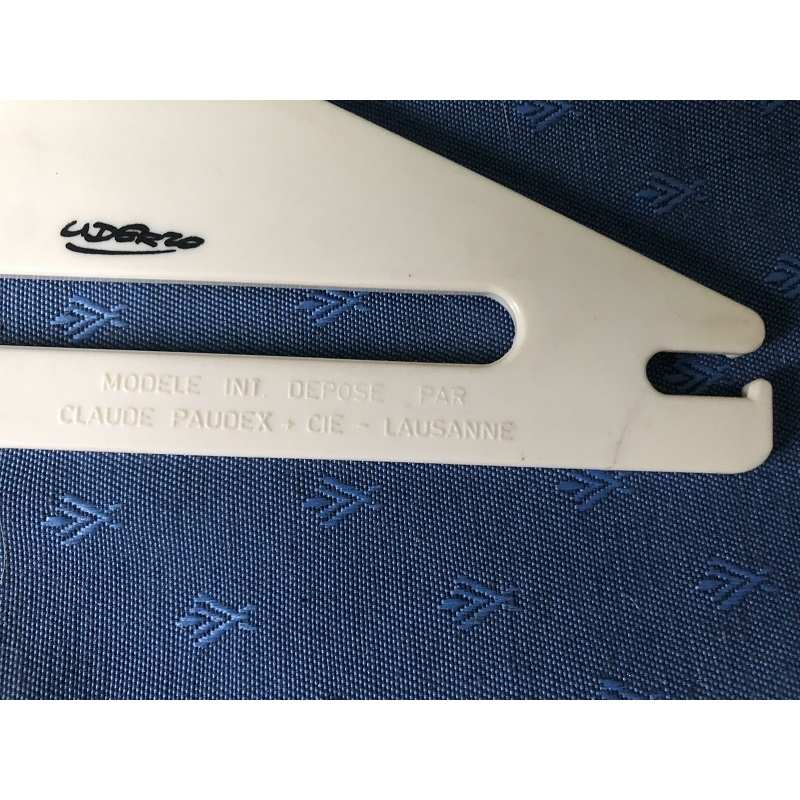 UDERZO
MODELE INT. DEPOSE PAR
CLAUDE PAUDEX + CIE - LAUSANNE